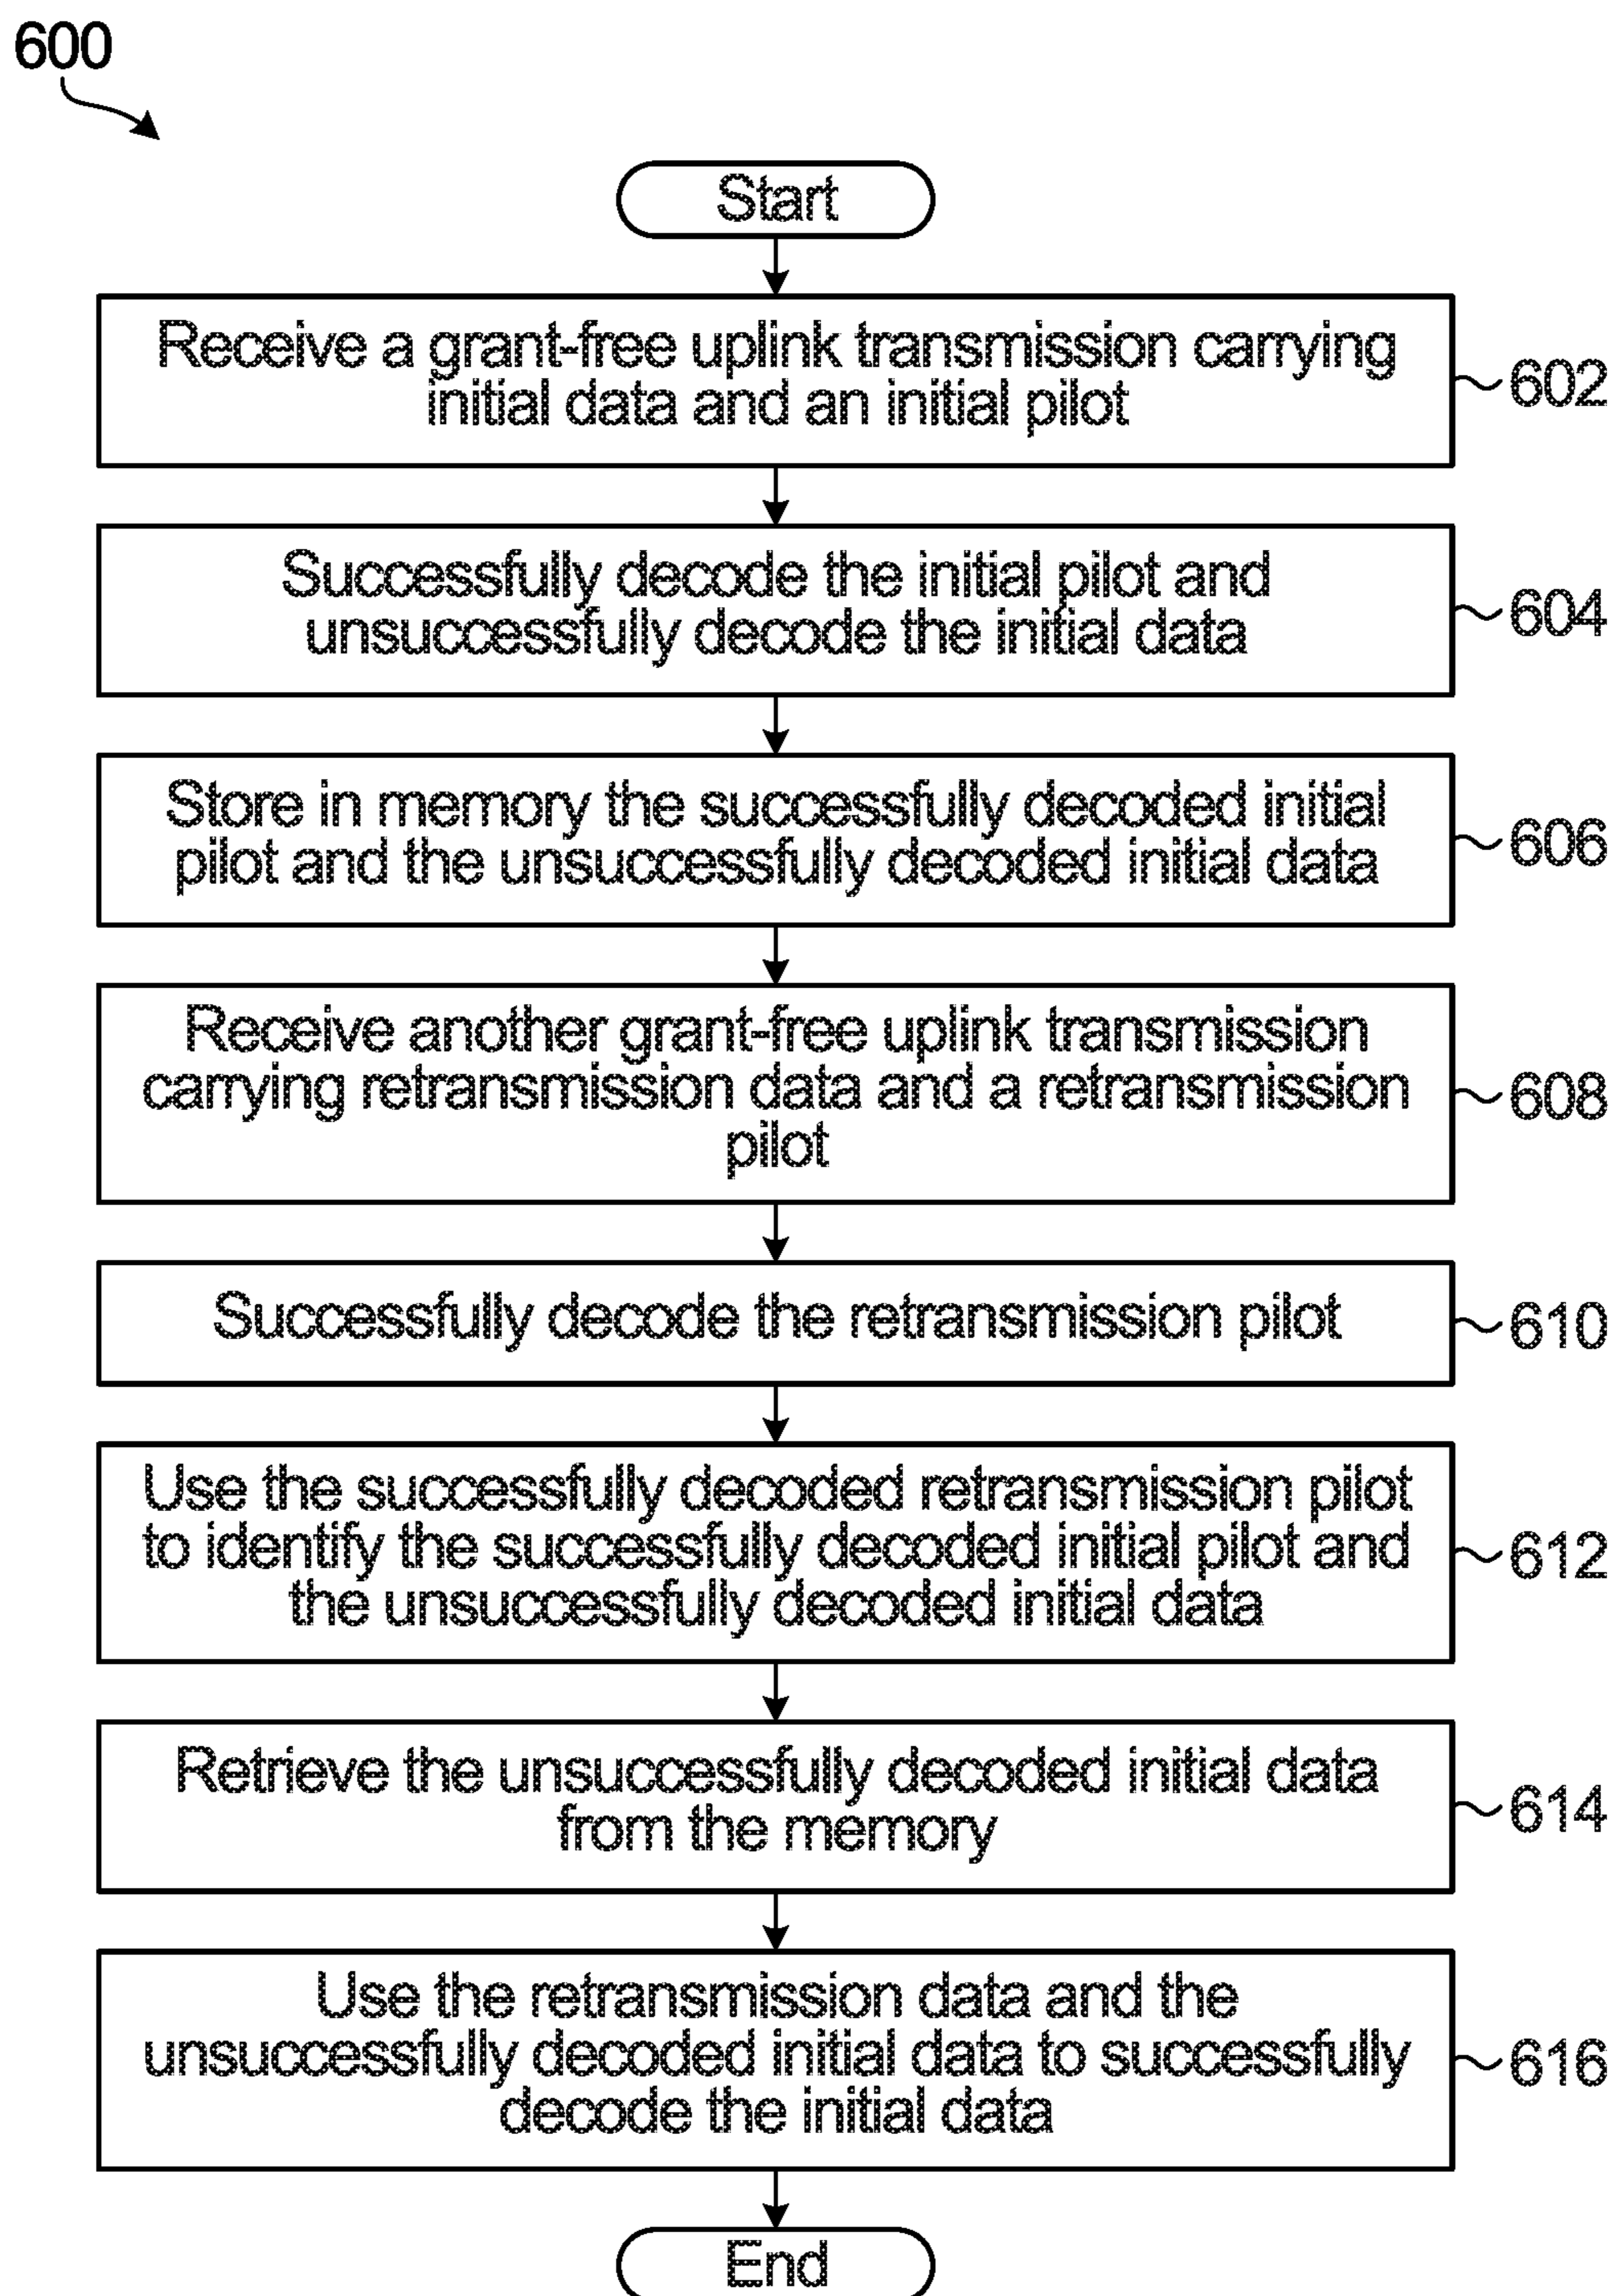 600
Start
Receive a grant-free uplink transmission carrying
initial data and an initial pilot
602
Successfully decode the initial pilot and
unsuccessfully decode the initial data
604
Store in memory the successfully decoded initial
pilot and the unsuccessfully decoded initial data
606
Receive another grant-free uplink transmission
carrying retransmission data and a retransmission
pilot
608
Successfully decode the retransmission pilot
610
Use the successfully decoded retransmission pilot
to identify the successfully decoded initial pilot and
the unsuccessfully decoded initial data
612
Retrieve the unsuccessfully decoded initial data
from the memory
614
Use the retransmission data and the
unsuccessfully decoded initial data to successfully
decode the initial data
616
End